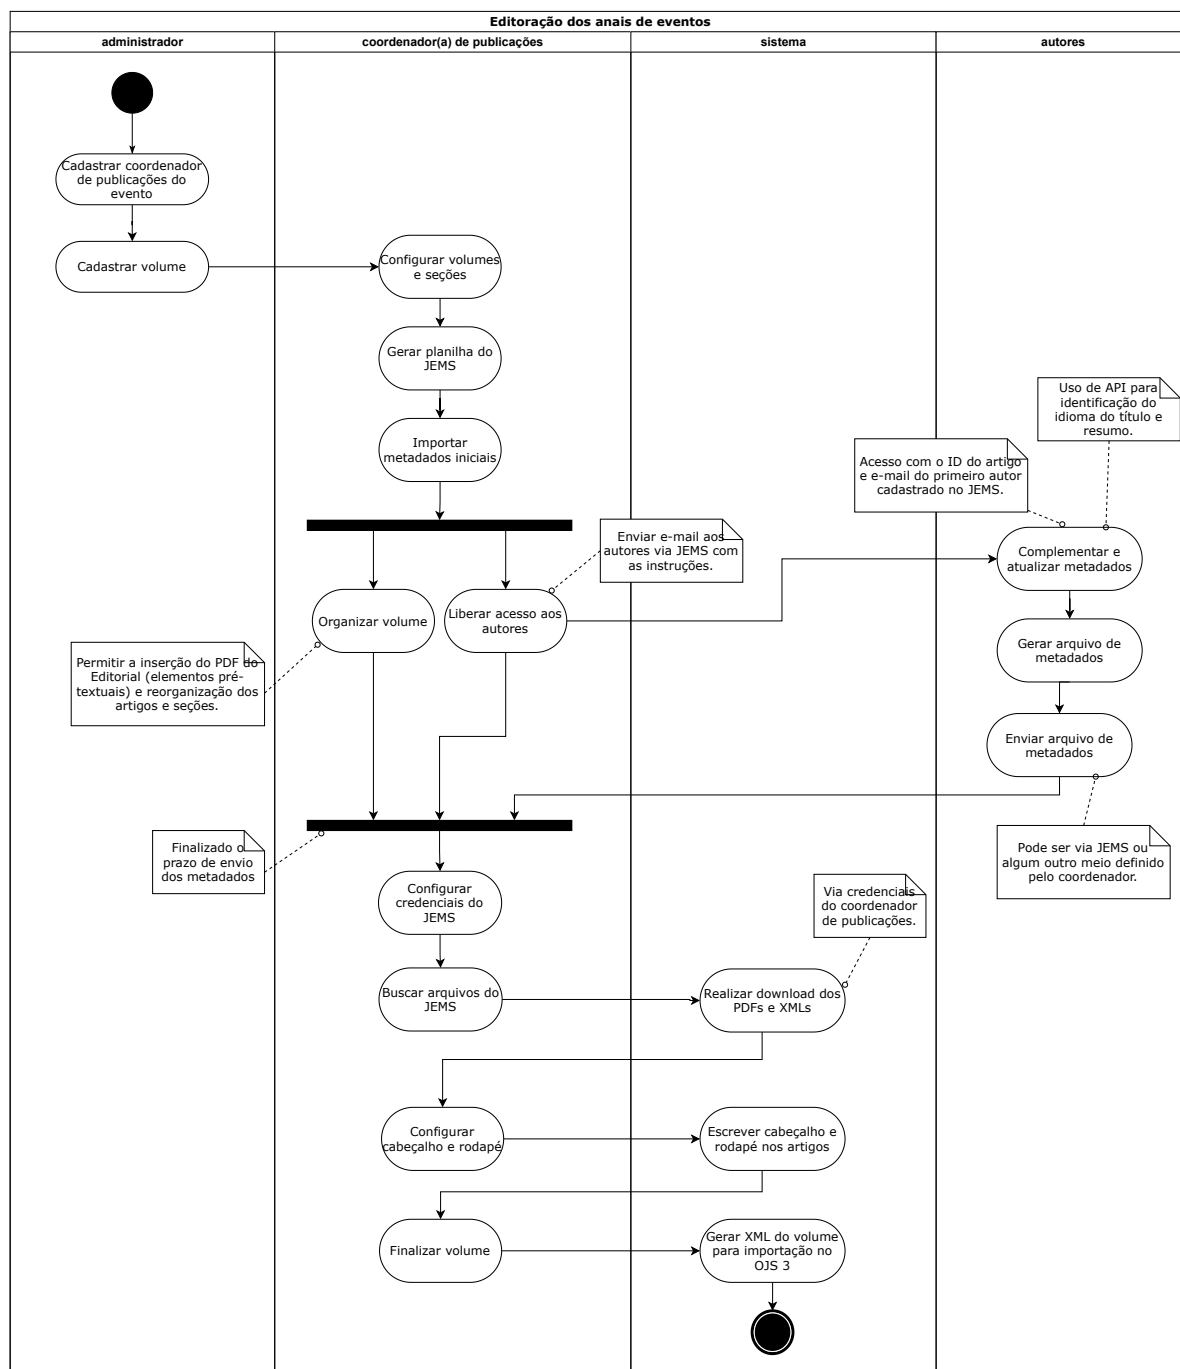 Editoração dos anais de eventos
administrador
coordenador(a) de publicações
sistema
autores
Cadastrar coordenador
de publicações do
evento
Cadastrar volume
Configurar volumes
e seções
Gerar planilha do
JEMS
Importar
metadados iniciais
Uso de API para
identificação do
idioma do título e
resumo.
Acesso com o ID do artigo
e e-mail do primeiro autor
cadastrado no JEMS.
Enviar e-mail aos
autores via JEMS com
as instruções.
Complementar e
atualizar metadados
Organizar volume
Liberar acesso aos
autores
Gerar arquivo de
metadados
Permitir a inserção do PDF do
Editorial (elementos pré-
textuais) e reorganização dos
artigos e seções.
Enviar arquivo de
metadados
Finalizado o
prazo de envio
dos metadados
Pode ser via JEMS ou
algum outro meio definido
pelo coordenador.
Configurar
credenciais do
JEMS
Via credenciais
do coordenador
de publicações.
Buscar arquivos do
JEMS
Realizar download dos
PDFs e XMLs
Configurar
cabeçalho e rodapé
Escrever cabeçalho e
rodapé nos artigos
Finalizar volume
Gerar XML do volume
para importação no
OJS 3